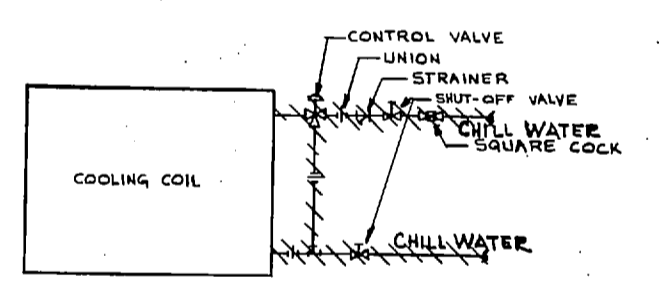 CONTROL VALVE
UNION
STRAINER
SHUT-OFF VALVE
CHILL WATER
SQUARE COCK
COOLING COIL
CHILL WATER